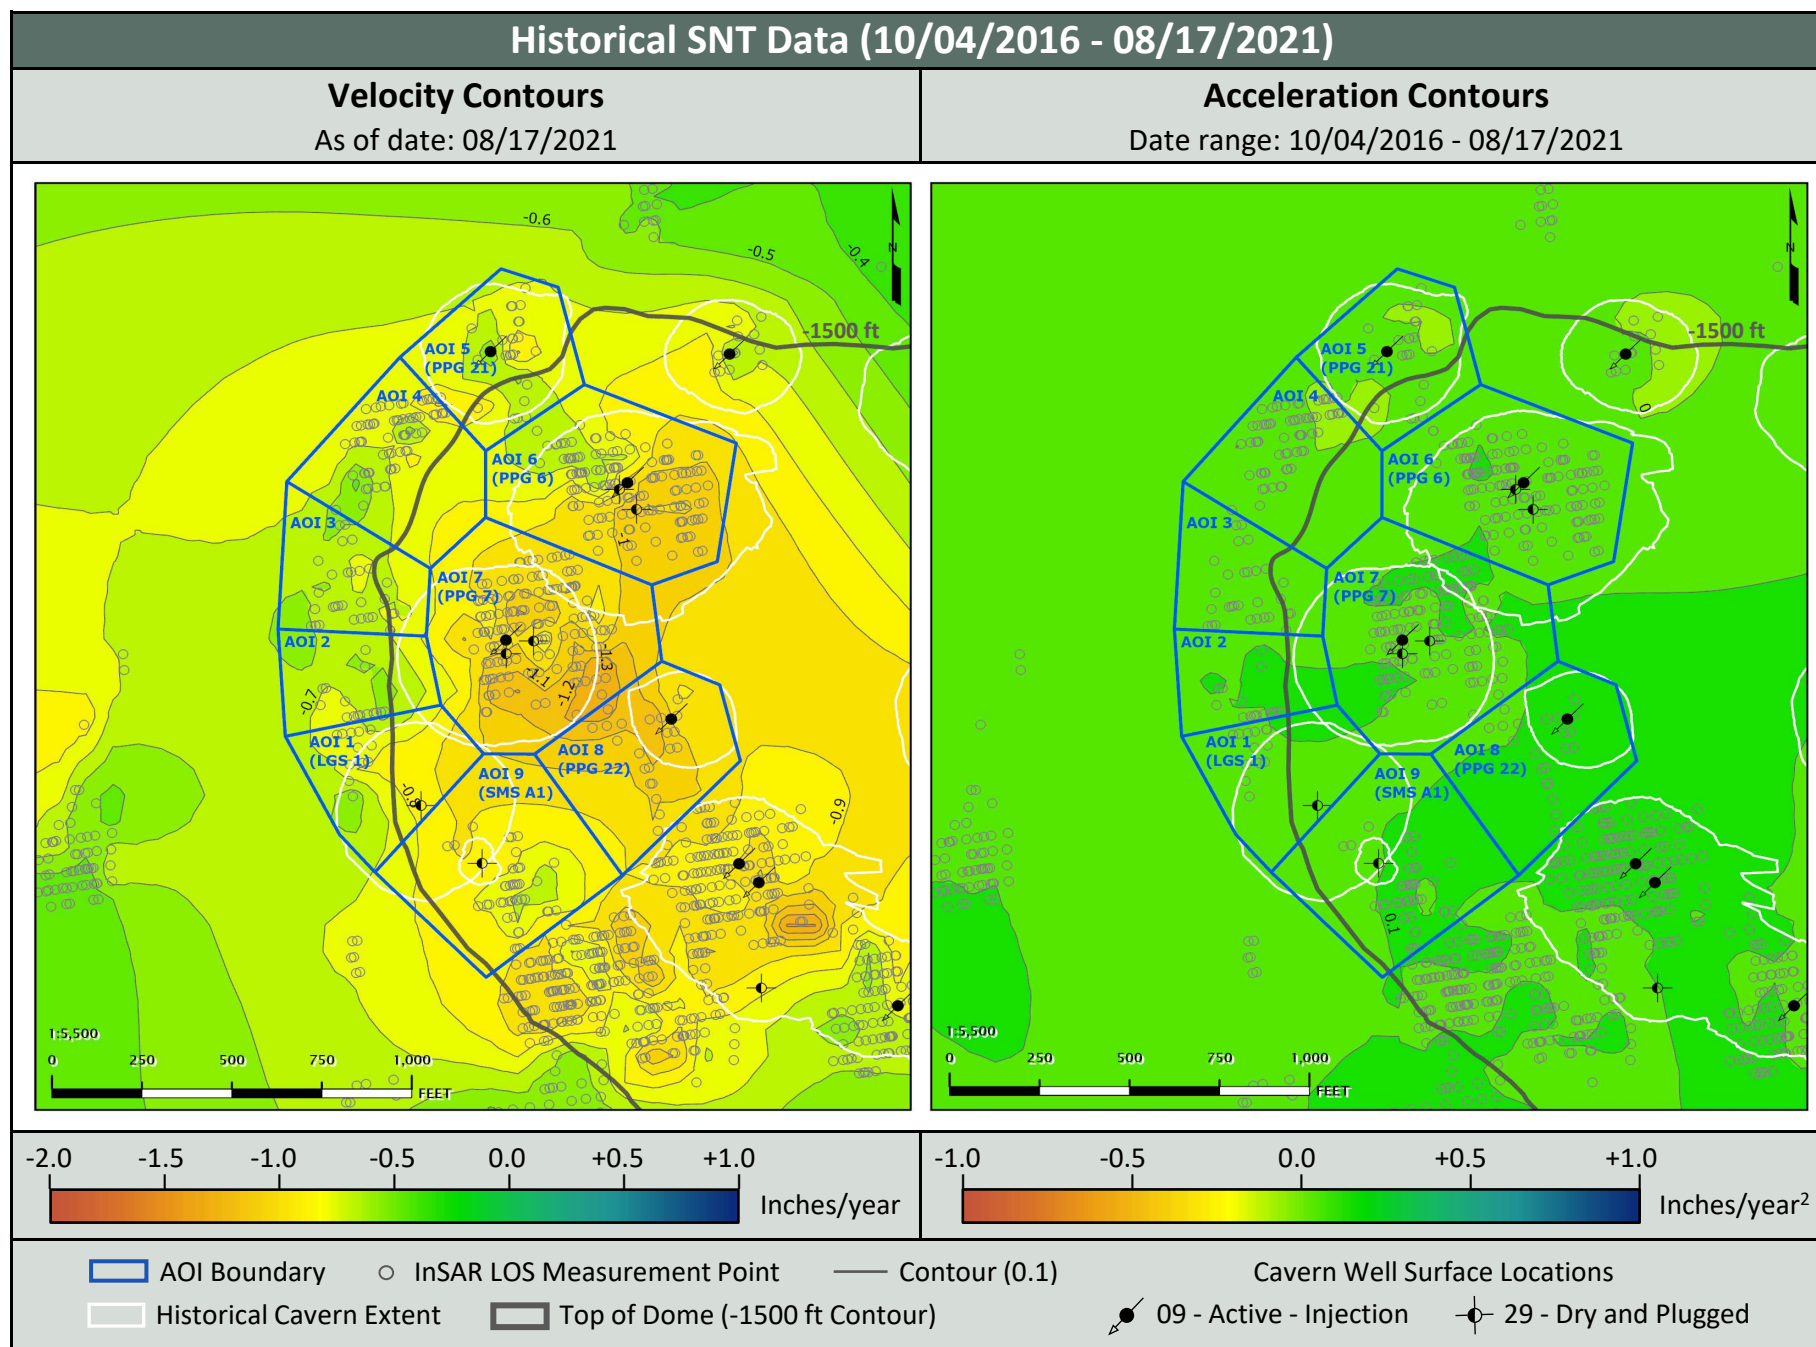 Historical SNT Data (10/04/2016 - 08/17/2021)
Velocity Contours
As of date: 08/17/2021
Acceleration Contours
Date range: 10/04/2016 - 08/17/2021
-0.6
-0.5
-0.4
N
-1500 ft
AOI 5
(PPG 21)
AOI 4
AOI 6
(PPG 6)
AOI 3
-1
AOI 7
(PPG 7)
AOI 2
-1.3
-1.1
-1.2
-0.7
AOI 1
(LGS 1)
AOI 8
(PPG 22)
AOI 9
(SMS A1)
-0.8
-0.9
1:5,500
0 250 500 750 1,000
FEET
N
-1500 ft
AOI 5
(PPG 21)
AOI 4
0
AOI 6
(PPG 6)
AOI 3
AOI 7
(PPG 7)
AOI 2
AOI 1
(LGS 1)
AOI 8
(PPG 22)
AOI 9
(SMS A1)
0.1
1:5,500
0 250 500 750 1,000
FEET
-2.0 -1.5 -1.0 -0.5 0.0 +0.5 +1.0
Inches/year
-1.0 -0.5 0.0 +0.5 +1.0
Inches/year²
AOI Boundary
InSAR LOS Measurement Point
Contour (0.1)
Cavern Well Surface Locations
Historical Cavern Extent
Top of Dome (-1500 ft Contour)
09 - Active - Injection
29 - Dry and Plugged